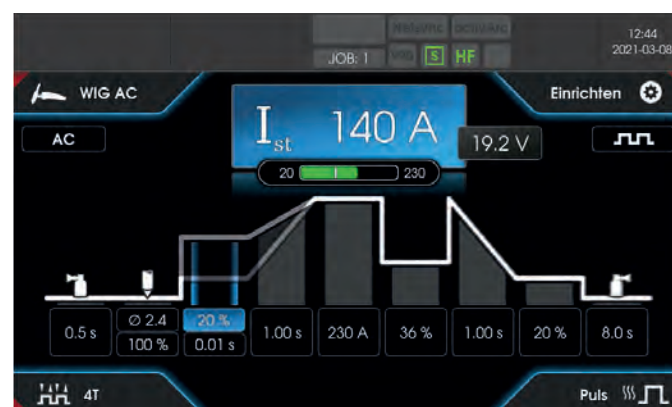 JOB: 1
VRD S HF
12:44
2021-03-08
WIG AC
Einrichten
AC
Ist 140 A
19.2 V
20 230
0.5 s
Ø 2.4
100 %
20 %
0.01 s
1.00 s
230 A
36 %
1.00 s
20 %
8.0 s
4T
Puls